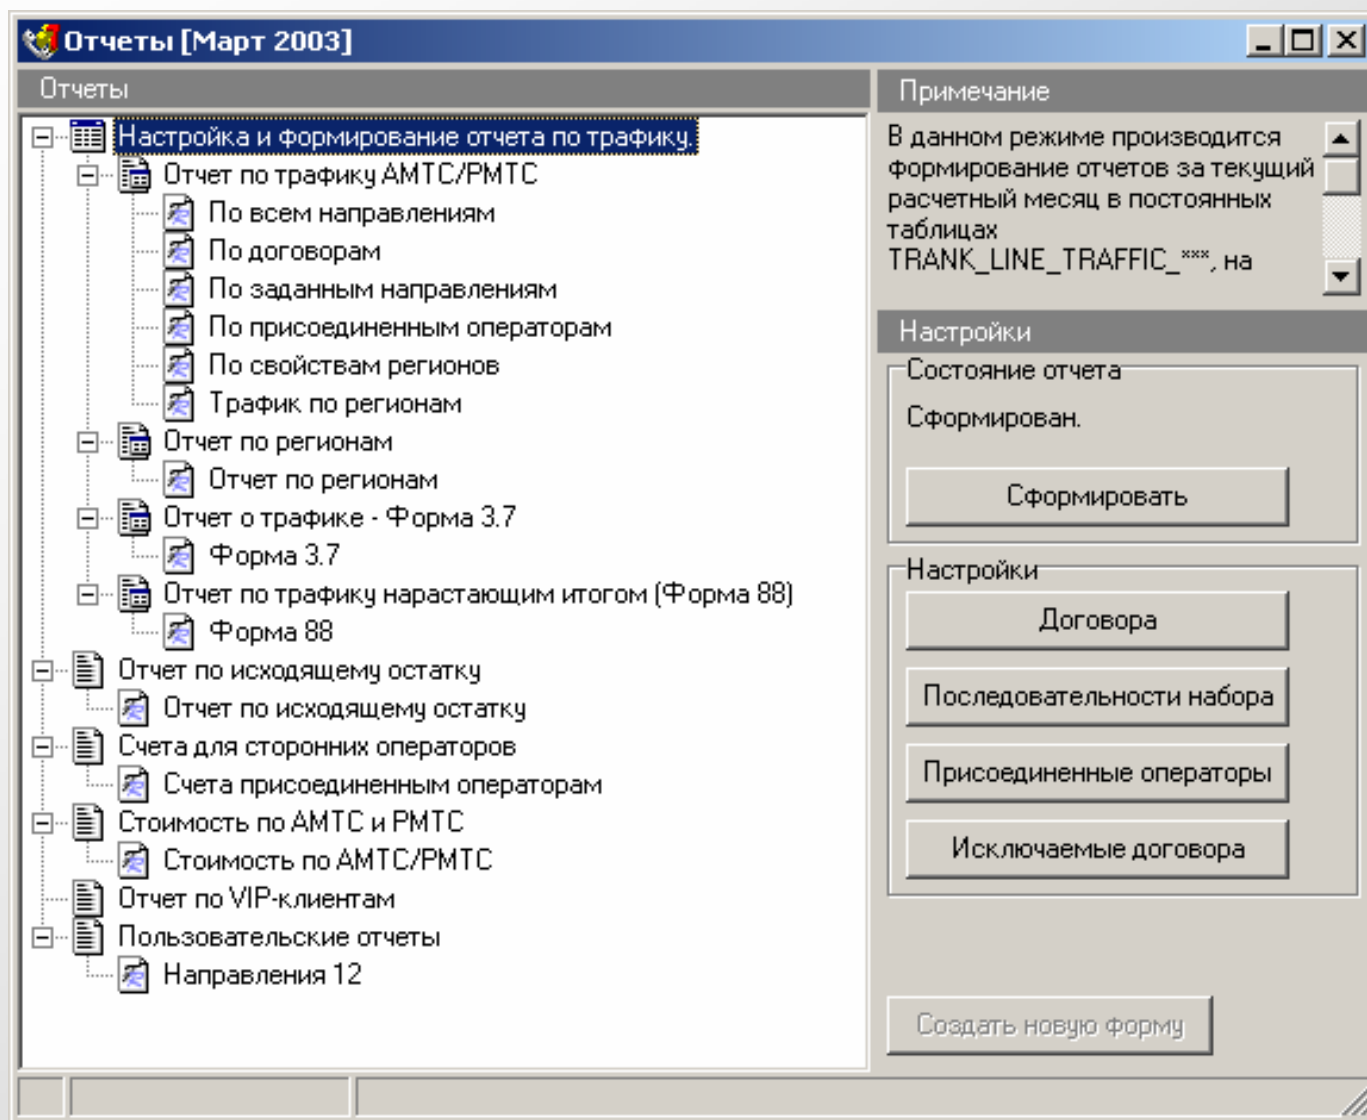 Отчеты [Март 2003]
Отчеты
Настройка и формирование отчета по трафику.
Отчет по трафику АМТС/РМТС
По всем направлениям
По договорам
По заданным направлениям
По присоединенным операторам
По свойствам регионов
Трафик по регионам
Отчет по регионам
Отчет по регионам
Отчет о трафике - Форма 3.7
Форма 3.7
Отчет по трафику нарастающим итогом (Форма 88)
Форма 88
Отчет по исходящему остатку
Отчет по исходящему остатку
Счета для сторонних операторов
Счета присоединенным операторам
Стоимость по АМТС и РМТС
Стоимость по АМТС/РМТС
Отчет по VIP-клиентам
Пользовательские отчеты
Направления 12
Примечание
В данном режиме производится
формирование отчетов за текущий
расчетный месяц в постоянных
таблицах
TRANK_LINE_TRAFFIC_***, на
Настройки
Состояние отчета
Сформирован.
Сформировать
Настройки
Договора
Последовательности набора
Присоединенные операторы
Исключаемые договора
Создать новую форму